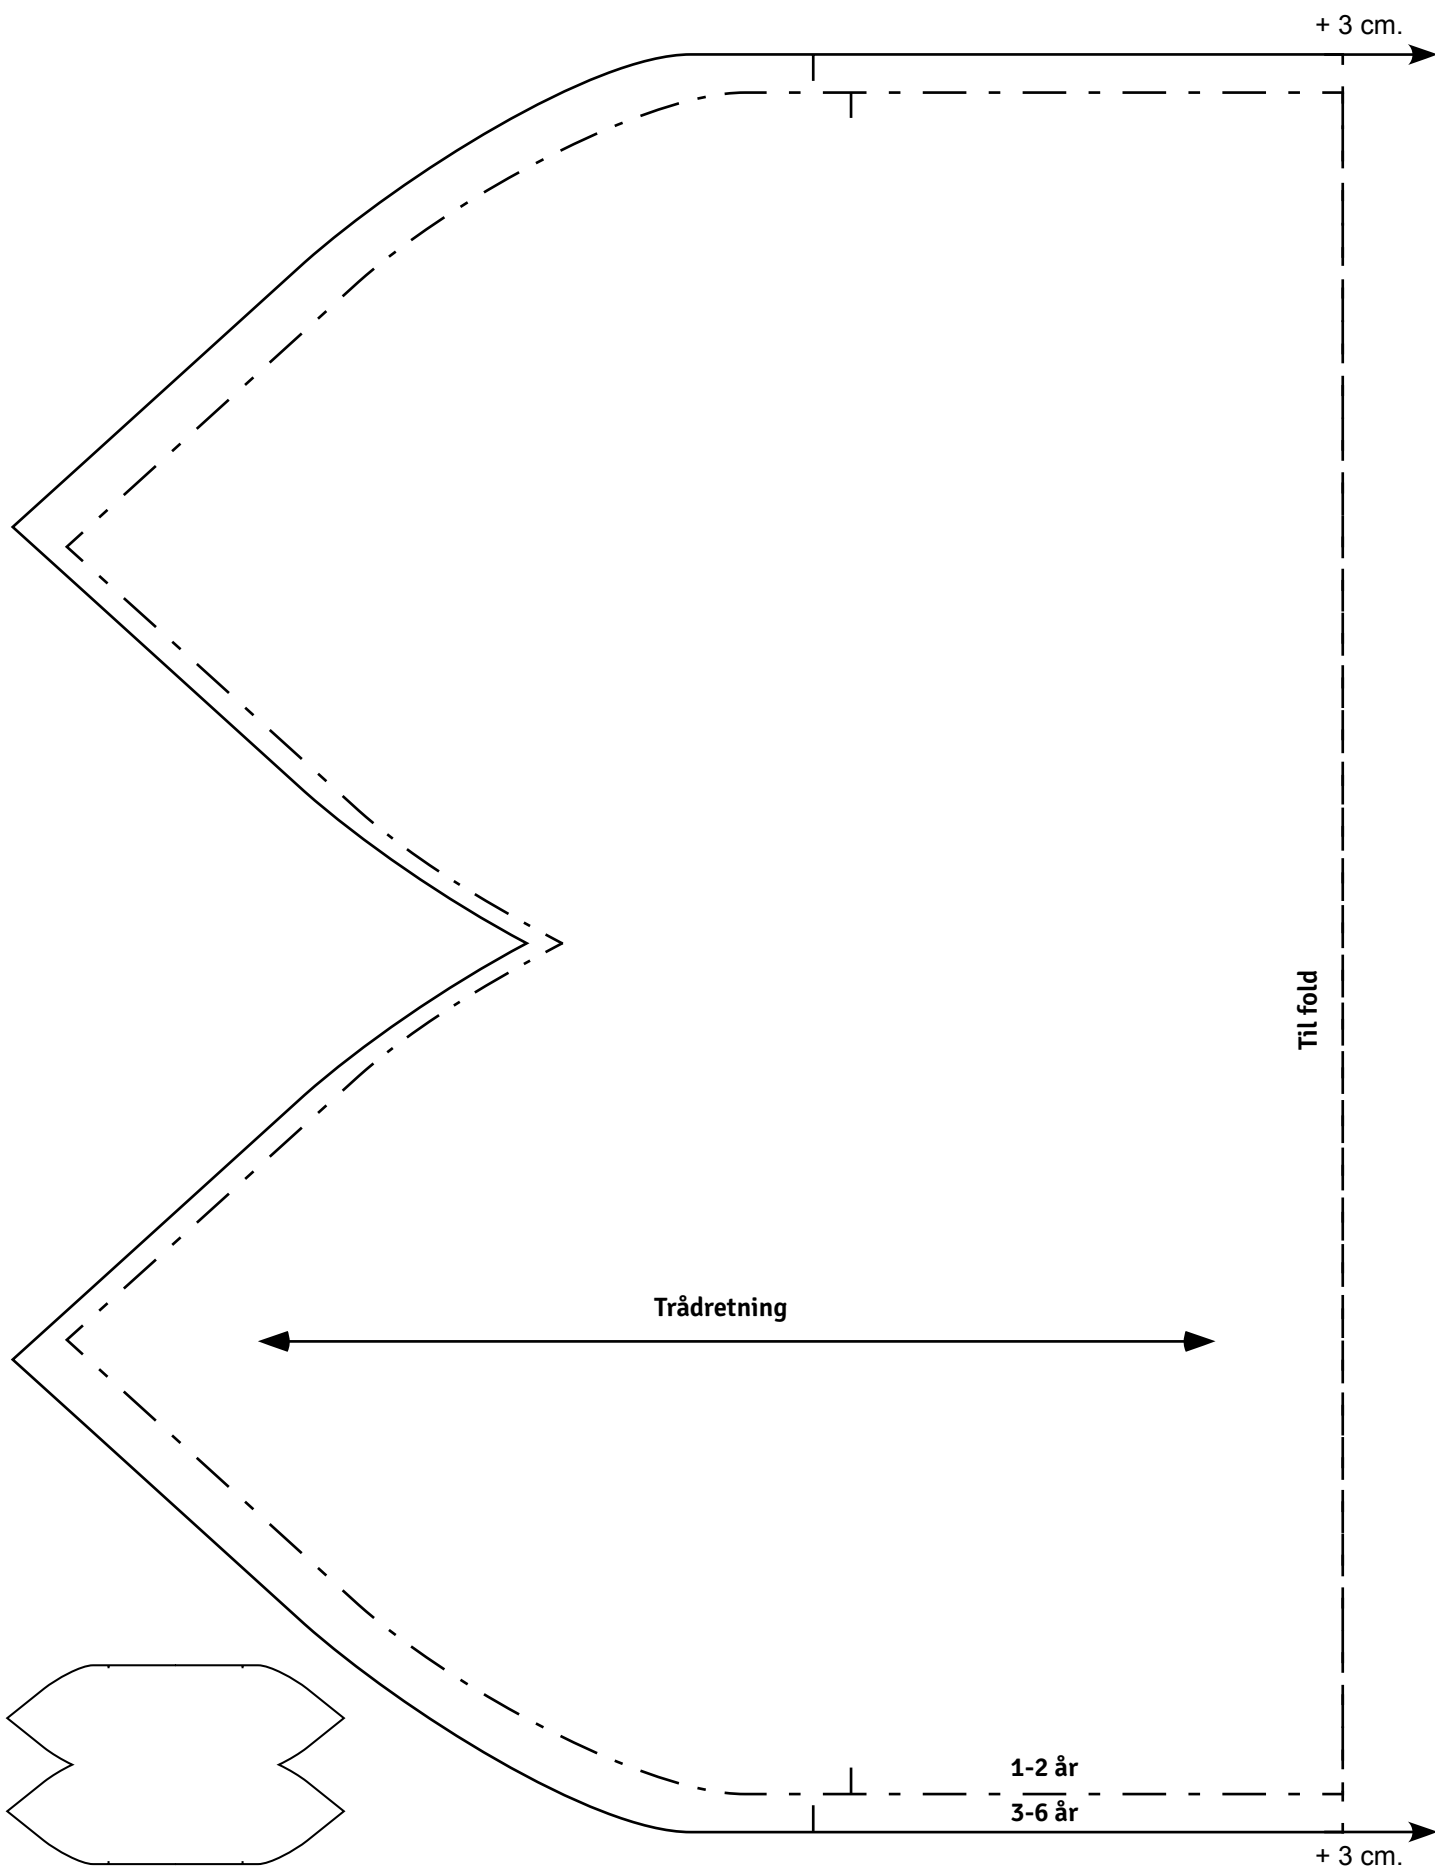 + 3 cm.
Til fold
Trådretning
1-2 år
3-6 år
+ 3 cm.